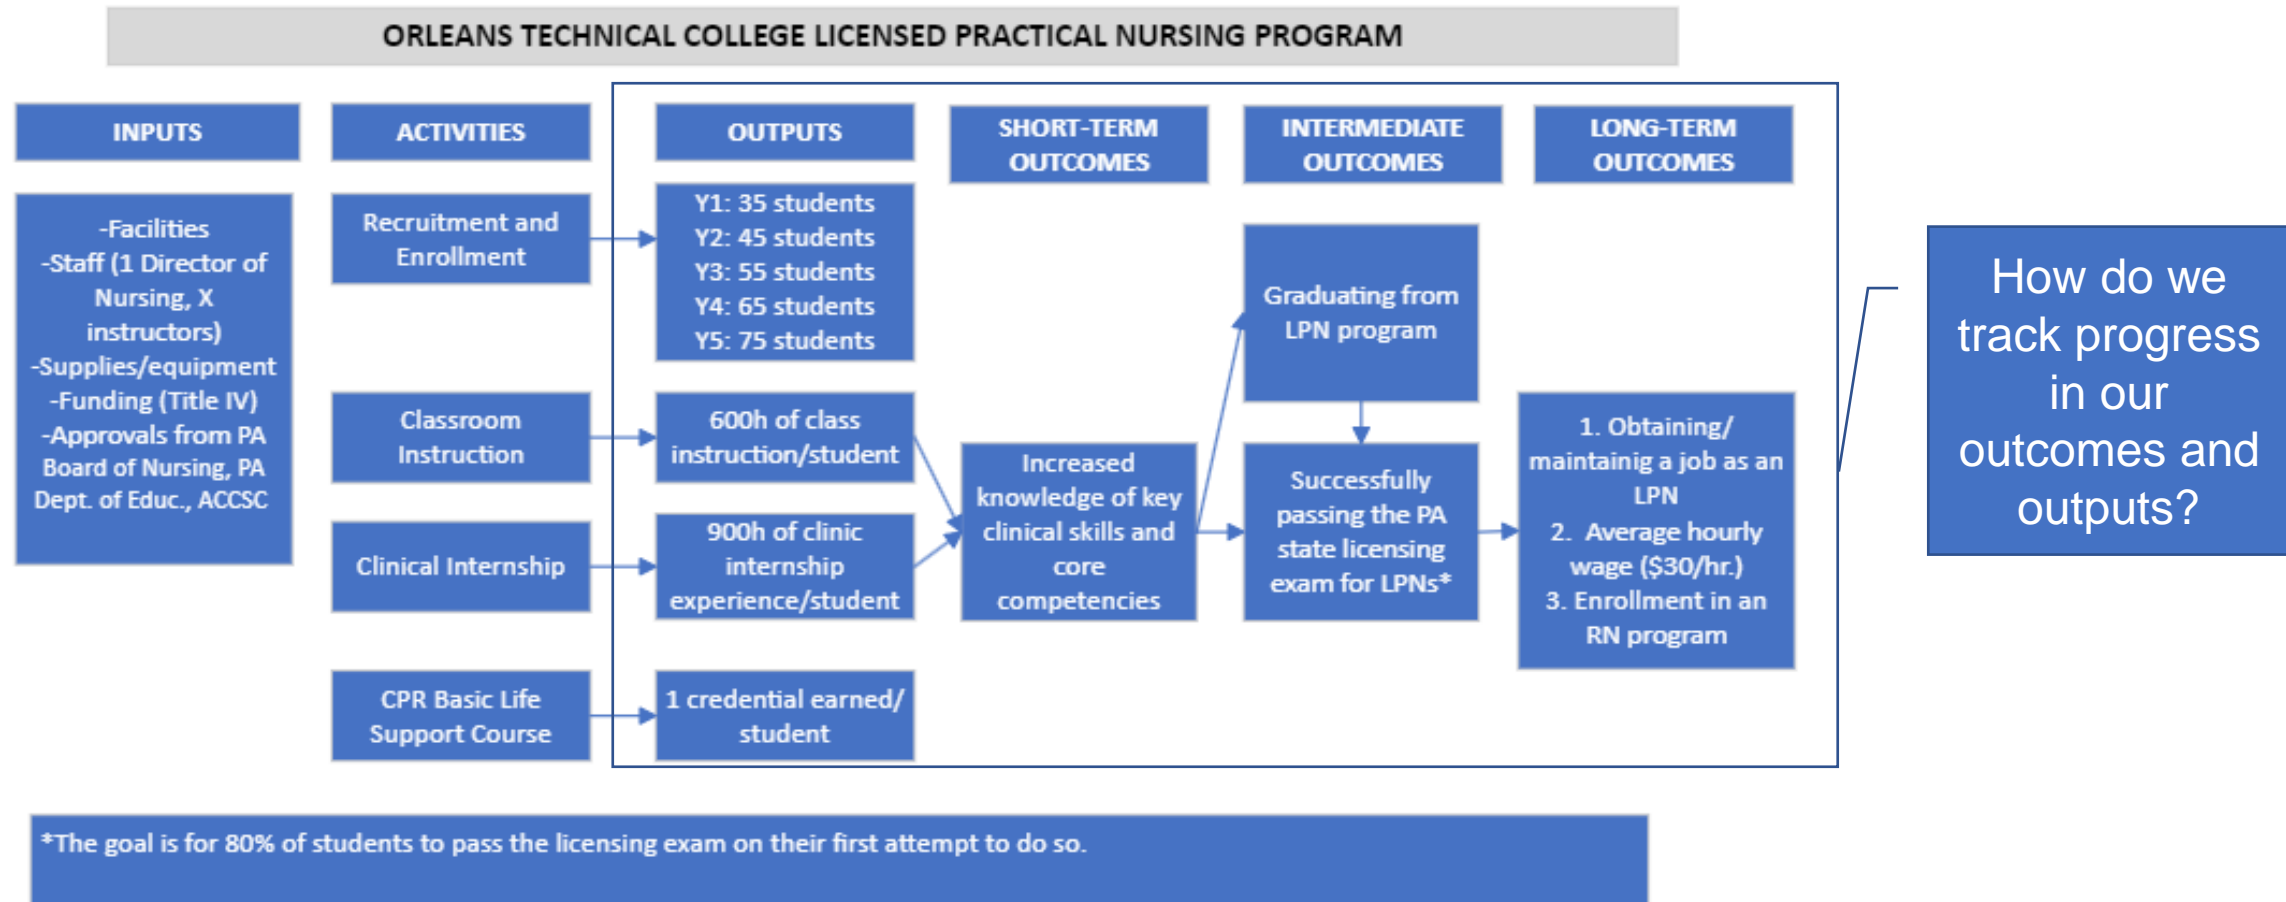 ORLEANS TECHNICAL COLLEGE LICENSED PRACTICAL NURSING PROGRAM
INPUTS
ACTIVITIES
OUTPUTS
SHORT-TERM
OUTCOMES
INTERMEDIATE
OUTCOMES
LONG-TERM
OUTCOMES
-Facilities
-Staff (1 Director of
Nursing, X
instructors)
-Supplies/equipment
-Funding (Title IV)
-Approvals from PA
Board of Nursing, PA
Dept. of Educ., ACCSC
Recruitment and
Enrollment
Classroom
Instruction
Clinical Internship
CPR Basic Life
Support Course
Y1: 35 students
Y2: 45 students
Y3: 55 students
Y4: 65 students
Y5: 75 students
600h of class
instruction/student
900h of clinic
internship
experience/student
1 credential earned/
student
Increased
knowledge of key
clinical skills and
core
competencies
Graduating from
LPN program
Successfully
passing the PA
state licensing
exam for LPNs*
1. Obtaining/
maintainig a job as an
LPN
2. Average hourly
wage ($30/hr.)
3. Enrollment in an
RN program
How do we
track progress
in our
outcomes and
outputs?
*The goal is for 80% of students to pass the licensing exam on their first attempt to do so.